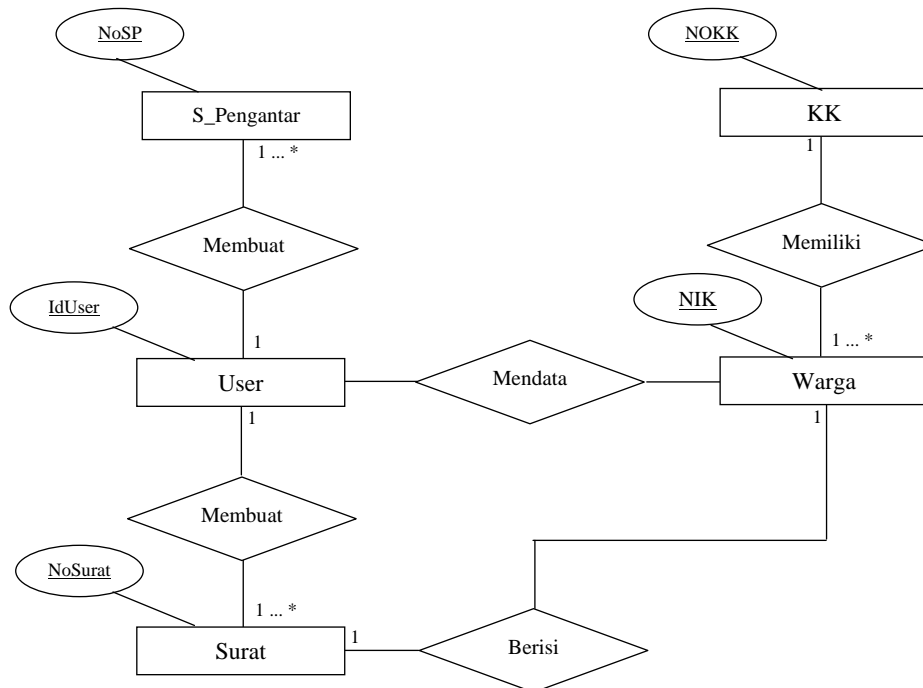 NoSP
NOKK
S_Pengantar
KK
1 ... *
1
Membuat
Memiliki
IdUser
NIK
1
1 ... *
User
Mendata
Warga
1
1
Membuat
NoSurat
1 ... *
1
Surat
Berisi